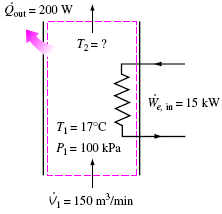 Q̇out = 200 W
T2 = ?
Ẇe, in = 15 kW
T1 = 17°C
P1 = 100 kPa
V̇1 = 150 m³/min